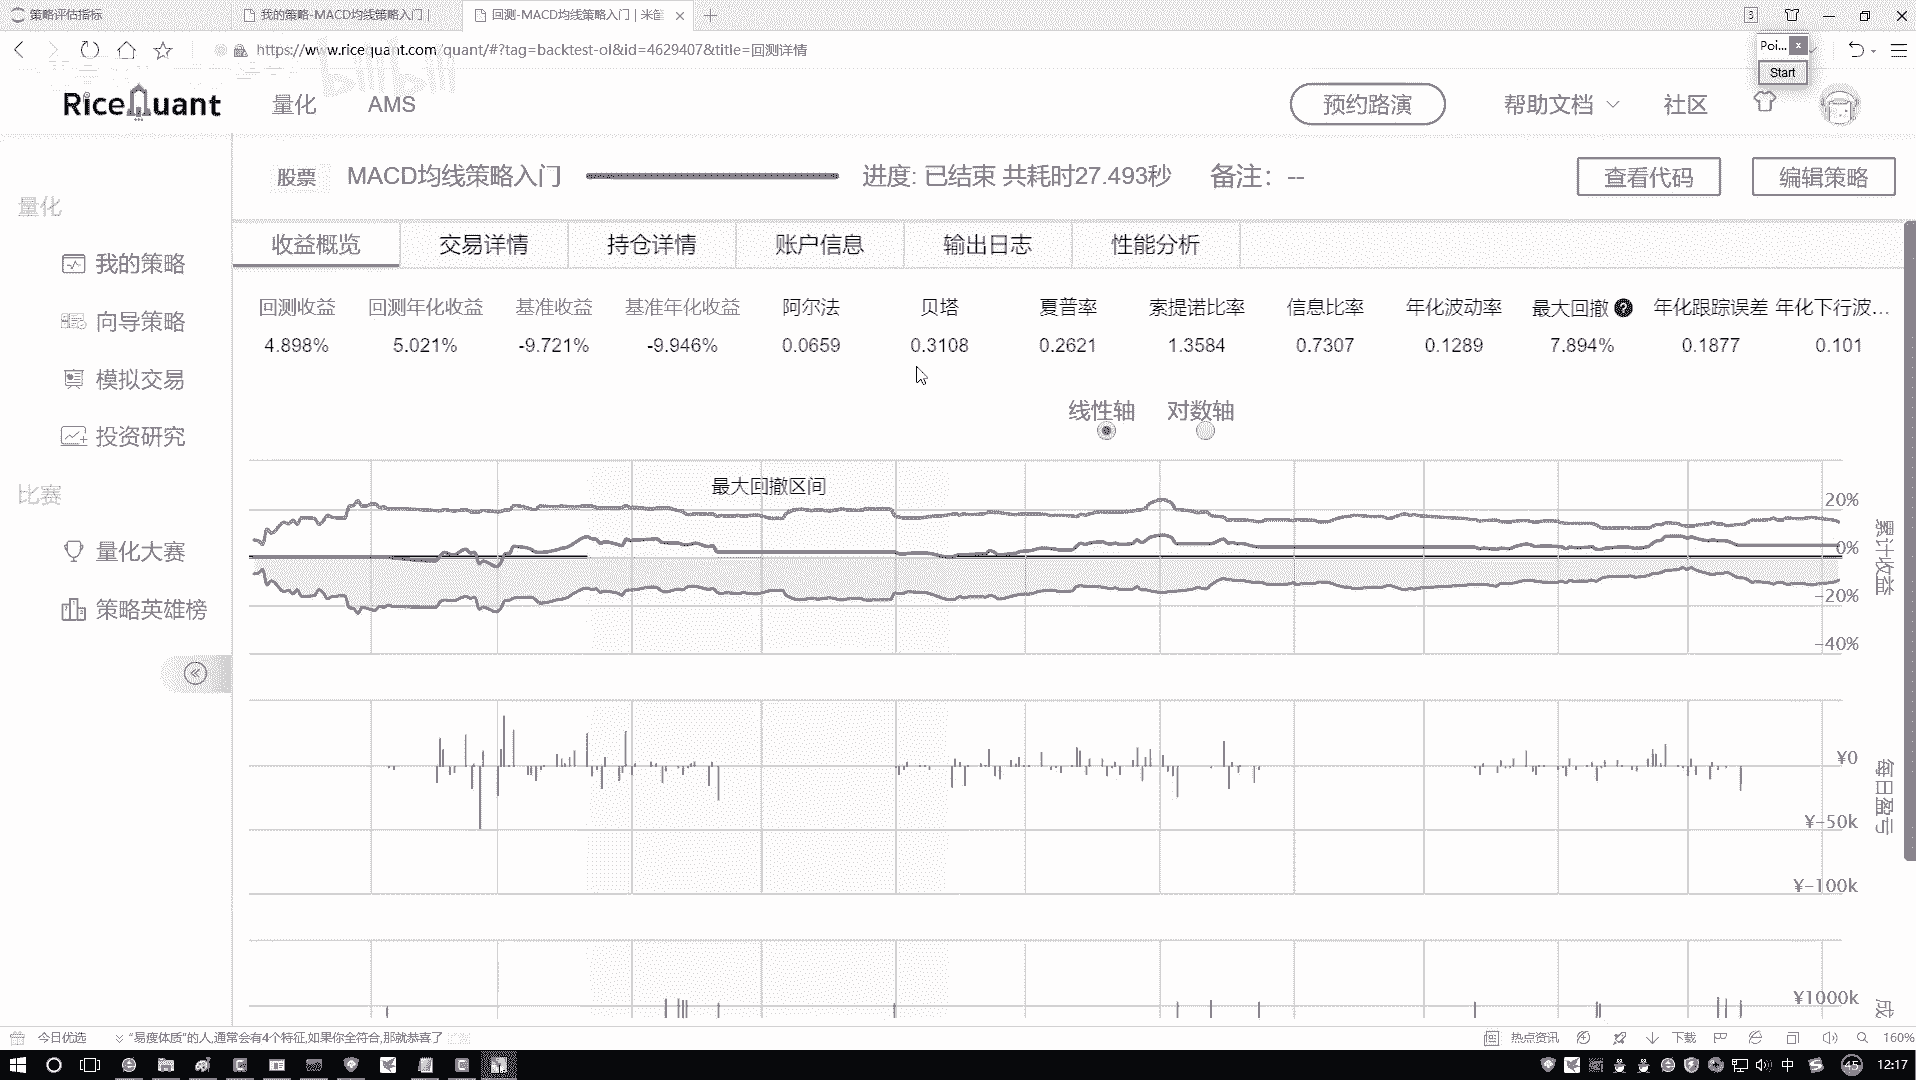 策略评估指标
我的策略-MACD均线策略入门 |
回测-MACD均线策略入门 | 米筐
3
https://www.ricequant.com/quant/#?tag=backtest-ol&id=4629407&title=回测详情
Poi...
Start
bilibili
RiceQuant
量化
AMS
预约路演
帮助文档
社区
股票
MACD均线策略入门
进度: 已结束 共耗时27.493秒
备注: --
查看代码
编辑策略
量化
我的策略
向导策略
模拟交易
投资研究
比赛
量化大赛
策略英雄榜
收益概览
交易详情
持仓详情
账户信息
输出日志
性能分析
回测收益 回测年化收益 基准收益 基准年化收益 阿尔法 贝塔 夏普率 索提诺比率 信息比率 年化波动率 最大回撤 年化跟踪误差 年化下行波...
4.898% 5.021% -9.721% -9.946% 0.0659 0.3108 0.2621 1.3584 0.7307 0.1289 7.894% 0.1877 0.101
线性轴 对数轴
最大回撤区间
20%
0%
-20%
-40%
累计收益
¥0
¥-50k
¥-100k
每日盈亏
¥1000k
成
今日优选
“易瘦体质”的人,通常会有4个特征,如果你全符合,那就恭喜了
热点资讯
下载
160%
中
45
12:17